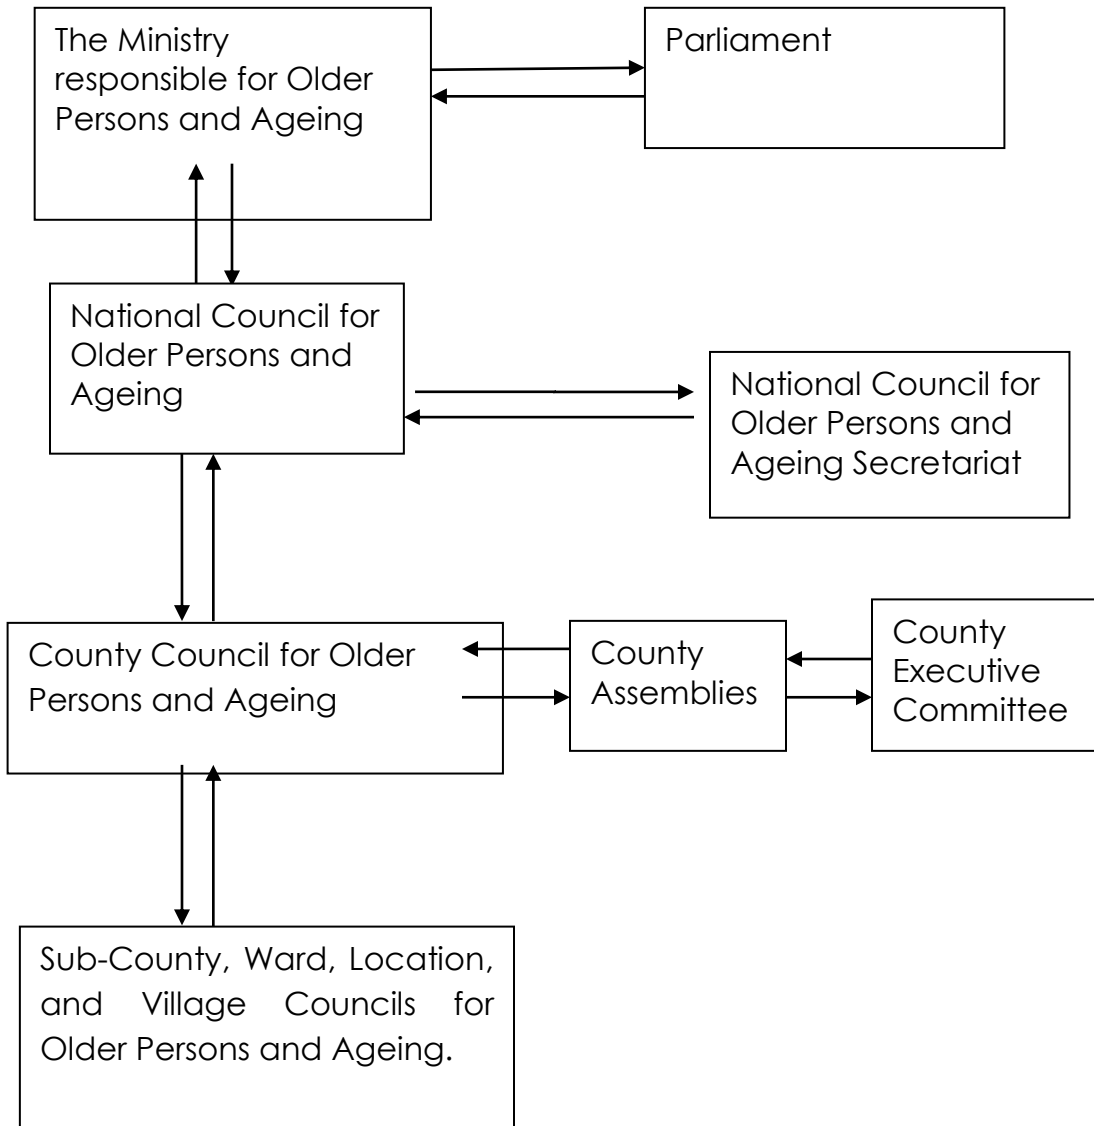 The Ministry
responsible for Older
Persons and Ageing
Parliament
National Council for
Older Persons and
Ageing
National Council for
Older Persons and
Ageing Secretariat
County Council for Older
Persons and Ageing
County
Assemblies
County
Executive
Committee
Sub-County, Ward, Location,
and Village Councils for
Older Persons and Ageing.